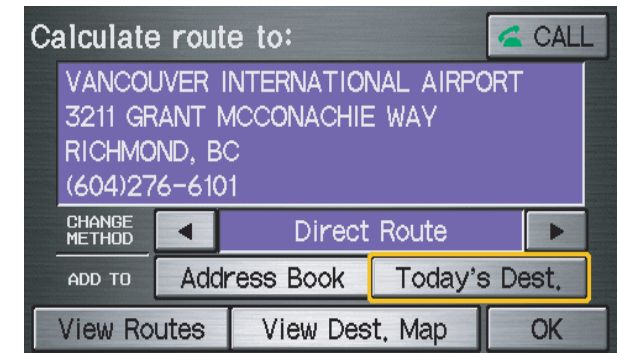 Calculate route to:
CALL
VANCOUVER INTERNATIONAL AIRPORT
3211 GRANT MCCONACHIE WAY
RICHMOND, BC
(604)276-6101
CHANGE
METHOD
Direct Route
ADD TO
Address Book
Today's Dest.
View Routes
View Dest. Map
OK